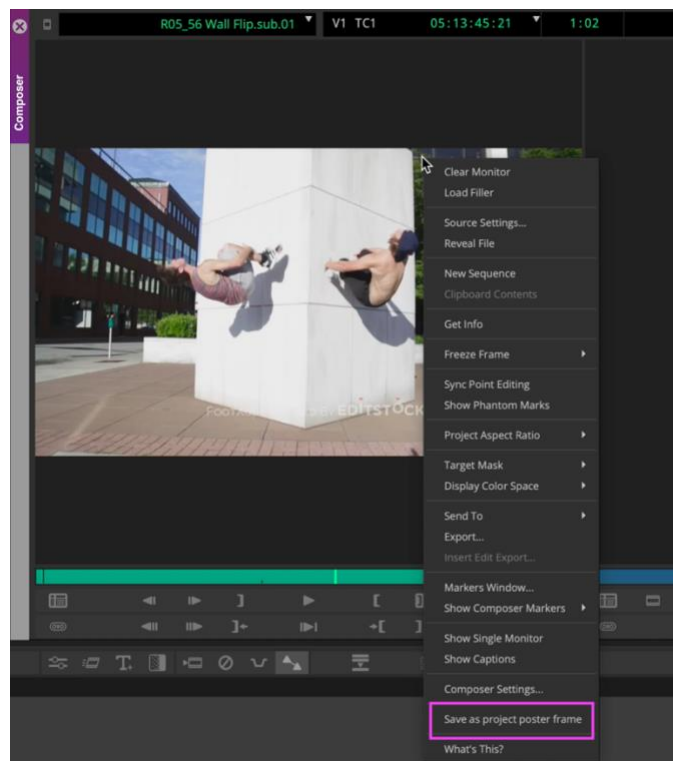 R05_56 Wall Flip.sub.01
V1 TC1
05:13:45:21
1:02
Composer
Clear Monitor
Load Filler
Source Settings...
Reveal File
New Sequence
Clipboard Contents
Get Info
Freeze Frame
Sync Point Editing
Show Phantom Marks
Project Aspect Ratio
Target Mask
Display Color Space
Send To
Export...
Insert Edit Export...
Markers Window...
Show Composer Markers
Show Single Monitor
Show Captions
Composer Settings...
Save as project poster frame
What's This?
EDITSTOCK